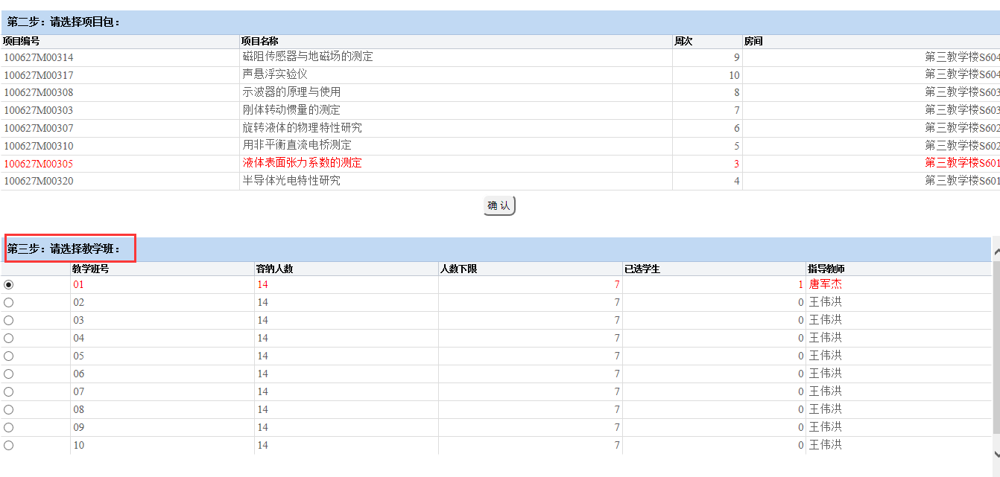 第二步：请选择项目包：
项目编号 项目名称 周次 房间
100627M00314 磁阻传感器与地磁场的测定 9 第三教学楼S604
100627M00317 声悬浮实验仪 10 第三教学楼S604
100627M00308 示波器的原理与使用 8 第三教学楼S603
100627M00303 刚体转动惯量的测定 7 第三教学楼S603
100627M00307 旋转液体的物理特性研究 6 第三教学楼S602
100627M00310 用非平衡直流电桥测定 5 第三教学楼S602
100627M00305 液体表面张力系数的测定 3 第三教学楼S601
100627M00320 半导体光电特性研究 4 第三教学楼S601
确 认
第三步：请选择教学班：
教学班号 容纳人数 人数下限 已选学生 指导教师
01 14 7 1 唐军杰
02 14 7 0 王伟洪
03 14 7 0 王伟洪
04 14 7 0 王伟洪
05 14 7 0 王伟洪
06 14 7 0 王伟洪
07 14 7 0 王伟洪
08 14 7 0 王伟洪
09 14 7 0 王伟洪
10 14 7 0 王伟洪